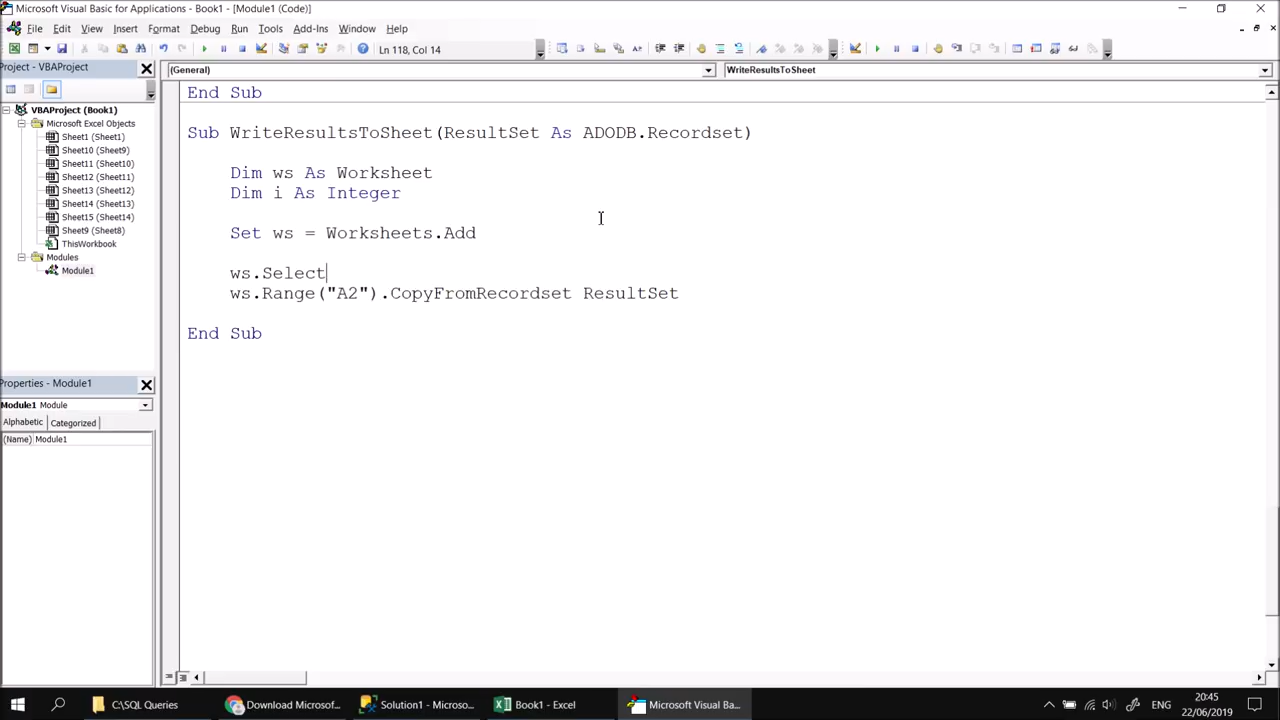 Microsoft Visual Basic for Applications - Book1 - [Module1 (Code)]
File Edit View Insert Format Debug Run Tools Add-Ins Window Help
Ln 118, Col 14
Project - VBAProject
(General)
WriteResultsToSheet
VBAProject (Book1)
Microsoft Excel Objects
Sheet1 (Sheet1)
Sheet10 (Sheet9)
Sheet11 (Sheet10)
Sheet12 (Sheet11)
Sheet13 (Sheet12)
Sheet14 (Sheet13)
Sheet15 (Sheet14)
Sheet9 (Sheet8)
ThisWorkbook
Modules
Module1
Properties - Module1
Module1 Module
Alphabetic Categorized
(Name) Module1
End Sub
Sub WriteResultsToSheet(ResultSet As ADODB.Recordset)
Dim ws As Worksheet
Dim i As Integer
Set ws = Worksheets.Add
ws.Select
ws.Range("A2").CopyFromRecordset ResultSet
End Sub
C:\SQL Queries
Download Microsof...
Solution1 - Microso...
Book1 - Excel
Microsoft Visual Ba...
ENG
20:45
22/06/2019